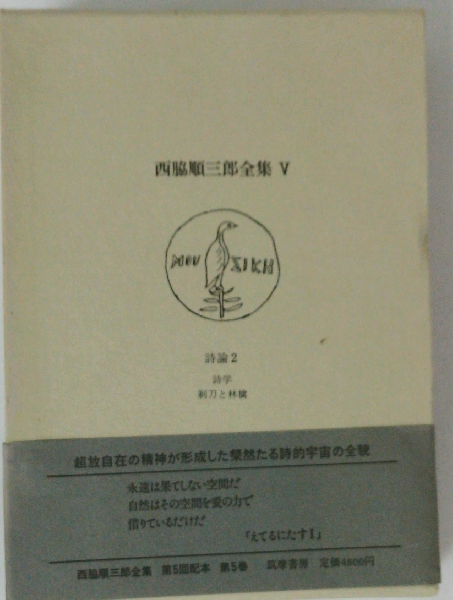 西脇順三郎全集 V
ΜΟΥ ΣΙΚΗ
詩論2
詩学
剃刀と林檎
超放自在の精神が形成した燦然たる詩的宇宙の全貌
永遠は果てしない空間だ
自然はその空間を愛の力で
借りているだけだ
『えてるにたすI』
西脇順三郎全集 第5回配本 第5巻 筑摩書房 定価4800円